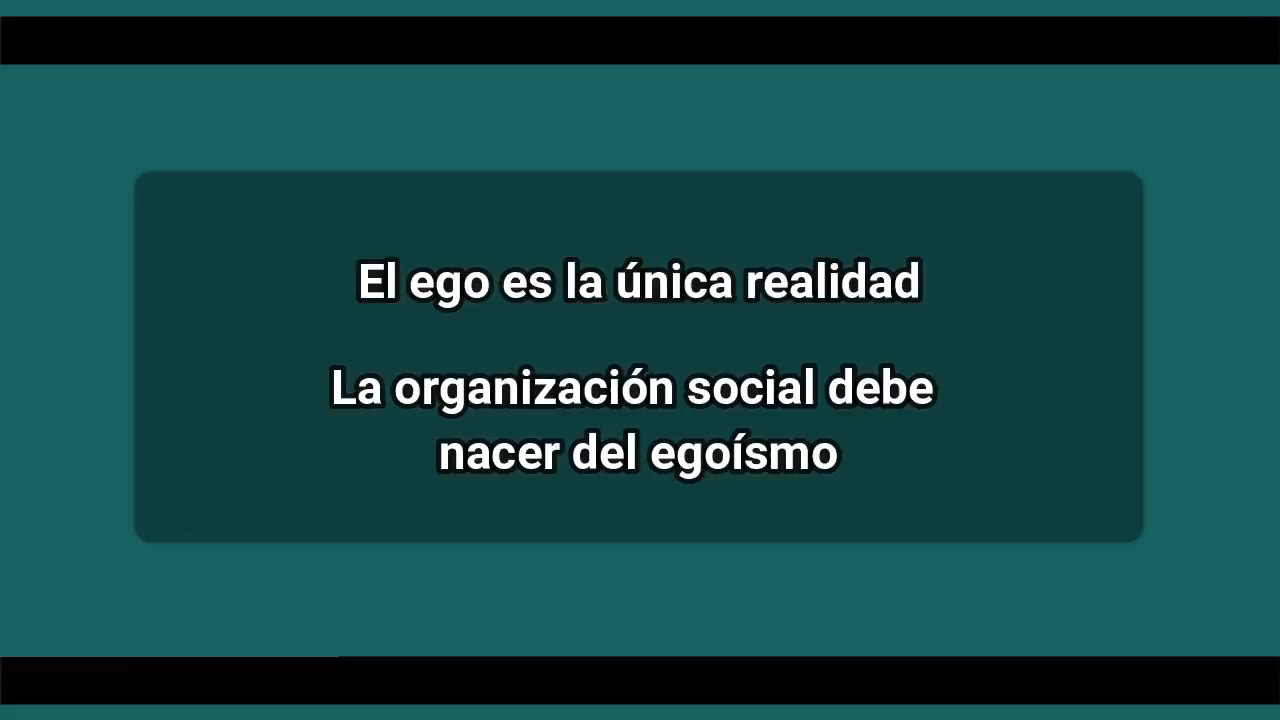 El ego es la única realidad
La organización social debe
nacer del egoísmo